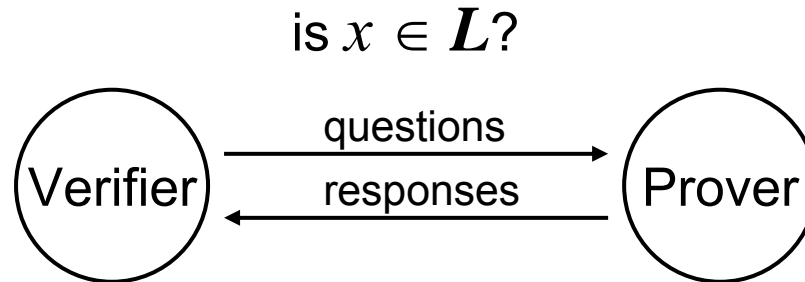 is x ∈ L?
questions
Verifier
Prover
responses